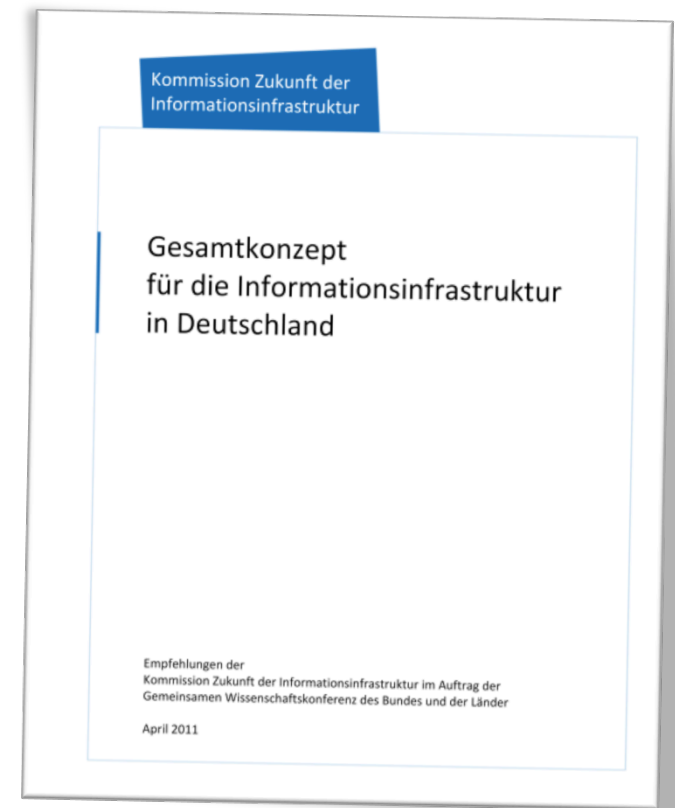 Kommission Zukunft der
Informationsinfrastruktur
Gesamtkonzept
für die Informationsinfrastruktur
in Deutschland
Empfehlungen der
Kommission Zukunft der Informationsinfrastruktur im Auftrag der
Gemeinsamen Wissenschaftskonferenz des Bundes und der Länder
April 2011